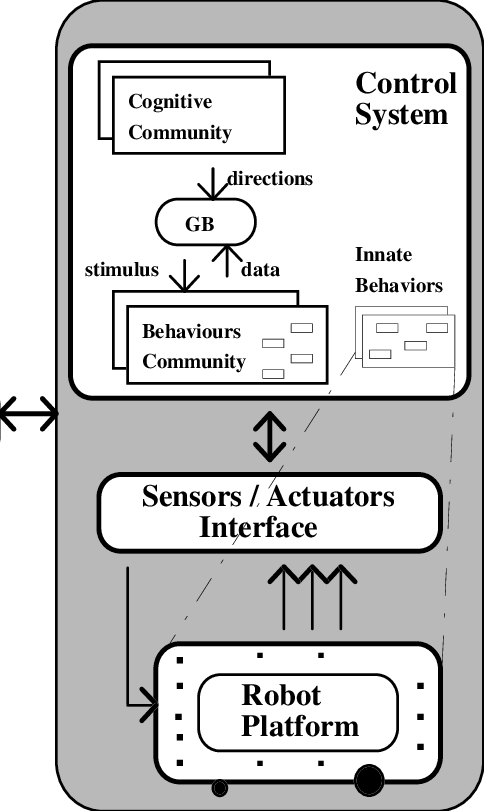 Control
System
Cognitive
Community
directions
GB
stimulus
data
Innate
Behaviors
Behaviours
Community
Sensors / Actuators
Interface
Robot
Platform